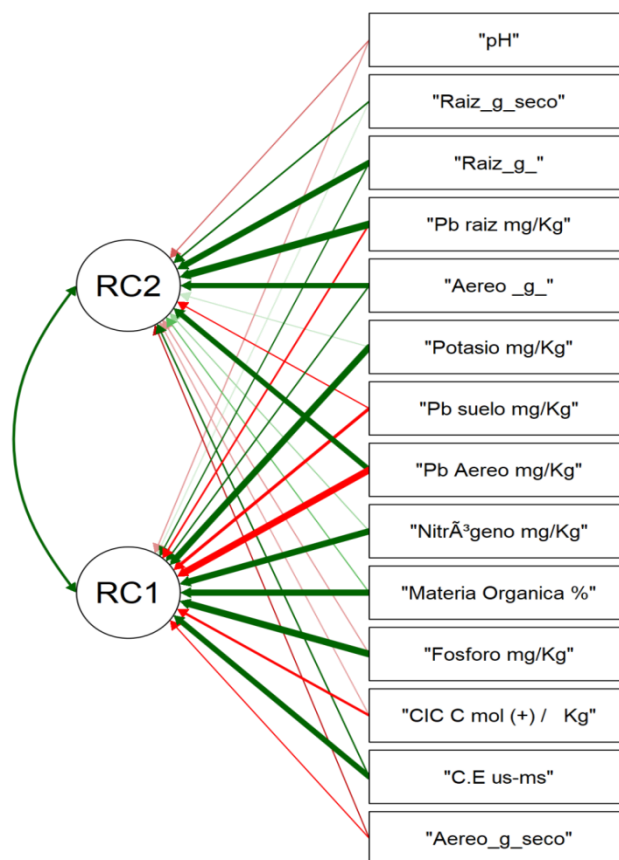 "pH"
"Raiz_g_seco"
"Raiz_g_"
"Pb raiz mg/Kg"
RC2
"Aereo _g_"
"Potasio mg/Kg"
"Pb suelo mg/Kg"
"Pb Aereo mg/Kg"
"NitrÃ³geno mg/Kg"
RC1
"Materia Organica %"
"Fosforo mg/Kg"
"CIC C mol (+) /   Kg"
"C.E us-ms"
"Aereo_g_seco"